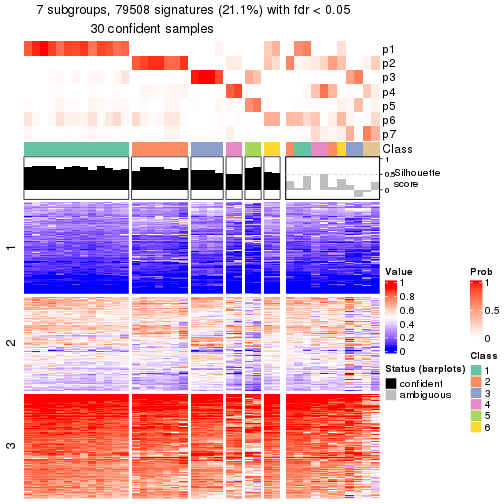 7 subgroups, 79508 signatures (21.1%) with fdr < 0.05
30 confident samples
p1
p2
p3
p4
p5
p6
p7
Class
1
0.5
0
Silhouette
score
1
2
3
Value
1
0.8
0.6
0.4
0.2
0
Status (barplots)
confident
ambiguous
Prob
1
0.5
0
Class
1
2
3
4
5
6